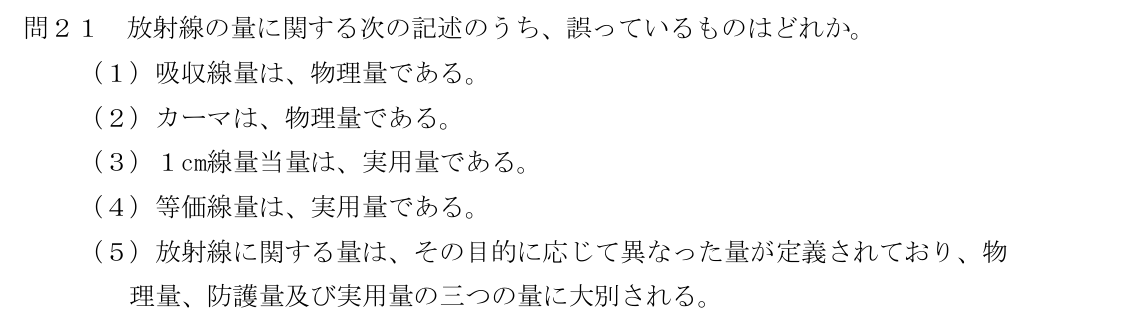 問２１　放射線の量に関する次の記述のうち、誤っているものはどれか。
（１）吸収線量は、物理量である。
（２）カーマは、物理量である。
（３）１㎝線量当量は、実用量である。
（４）等価線量は、実用量である。
（５）放射線に関する量は、その目的に応じて異なった量が定義されており、物
理量、防護量及び実用量の三つの量に大別される。